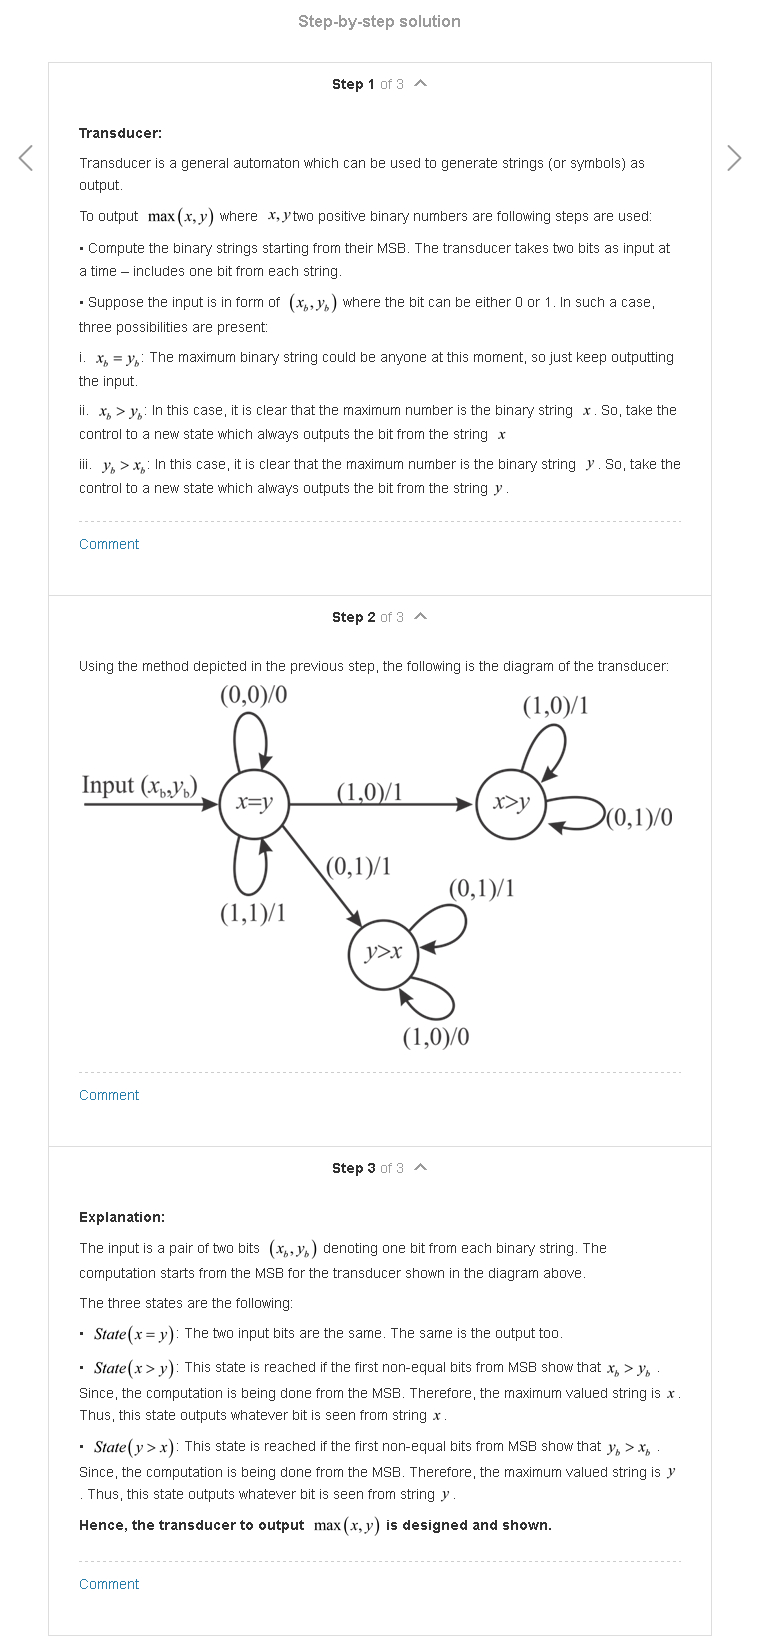 Step-by-step solution
Step 1 of 3
Transducer:
Transducer is a general automaton which can be used to generate strings (or symbols) as
output.
To output max(x, y) where x, y two positive binary numbers are following steps are used:
• Compute the binary strings starting from their MSB. The transducer takes two bits as input at
a time – includes one bit from each string.
• Suppose the input is in form of (x_b, y_b) where the bit can be either 0 or 1. In such a case,
three possibilities are present:
i. x_b = y_b: The maximum binary string could be anyone at this moment, so just keep outputting
the input.
ii. x_b > y_b: In this case, it is clear that the maximum number is the binary string x. So, take the
control to a new state which always outputs the bit from the string x
iii. y_b > x_b: In this case, it is clear that the maximum number is the binary string y. So, take the
control to a new state which always outputs the bit from the string y.
Comment
Step 2 of 3
Using the method depicted in the previous step, the following is the diagram of the transducer:
(0,0)/0
(1,0)/1
Input (x_b,y_b)
x=y
(1,0)/1
x>y
(0,1)/0
(0,1)/1
(0,1)/1
(1,1)/1
y>x
(1,0)/0
Comment
Step 3 of 3
Explanation:
The input is a pair of two bits (x_b, y_b) denoting one bit from each binary string. The
computation starts from the MSB for the transducer shown in the diagram above.
The three states are the following:
• State(x = y): The two input bits are the same. The same is the output too.
• State(x > y): This state is reached if the first non-equal bits from MSB show that x_b > y_b .
Since, the computation is being done from the MSB. Therefore, the maximum valued string is x.
Thus, this state outputs whatever bit is seen from string x.
• State(y > x): This state is reached if the first non-equal bits from MSB show that y_b > x_b .
Since, the computation is being done from the MSB. Therefore, the maximum valued string is y
. Thus, this state outputs whatever bit is seen from string y.
Hence, the transducer to output max(x, y) is designed and shown.
Comment